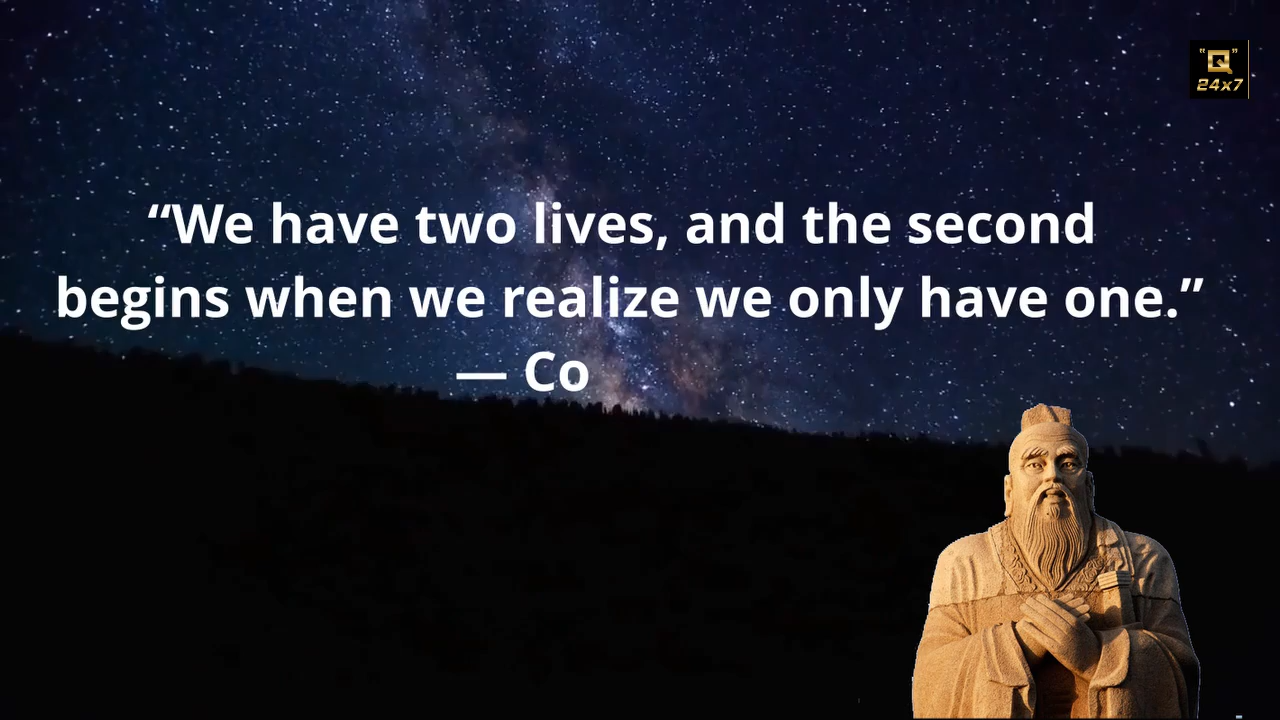 "Q"
24x7
“We have two lives, and the second
begins when we realize we only have one.”
— Co